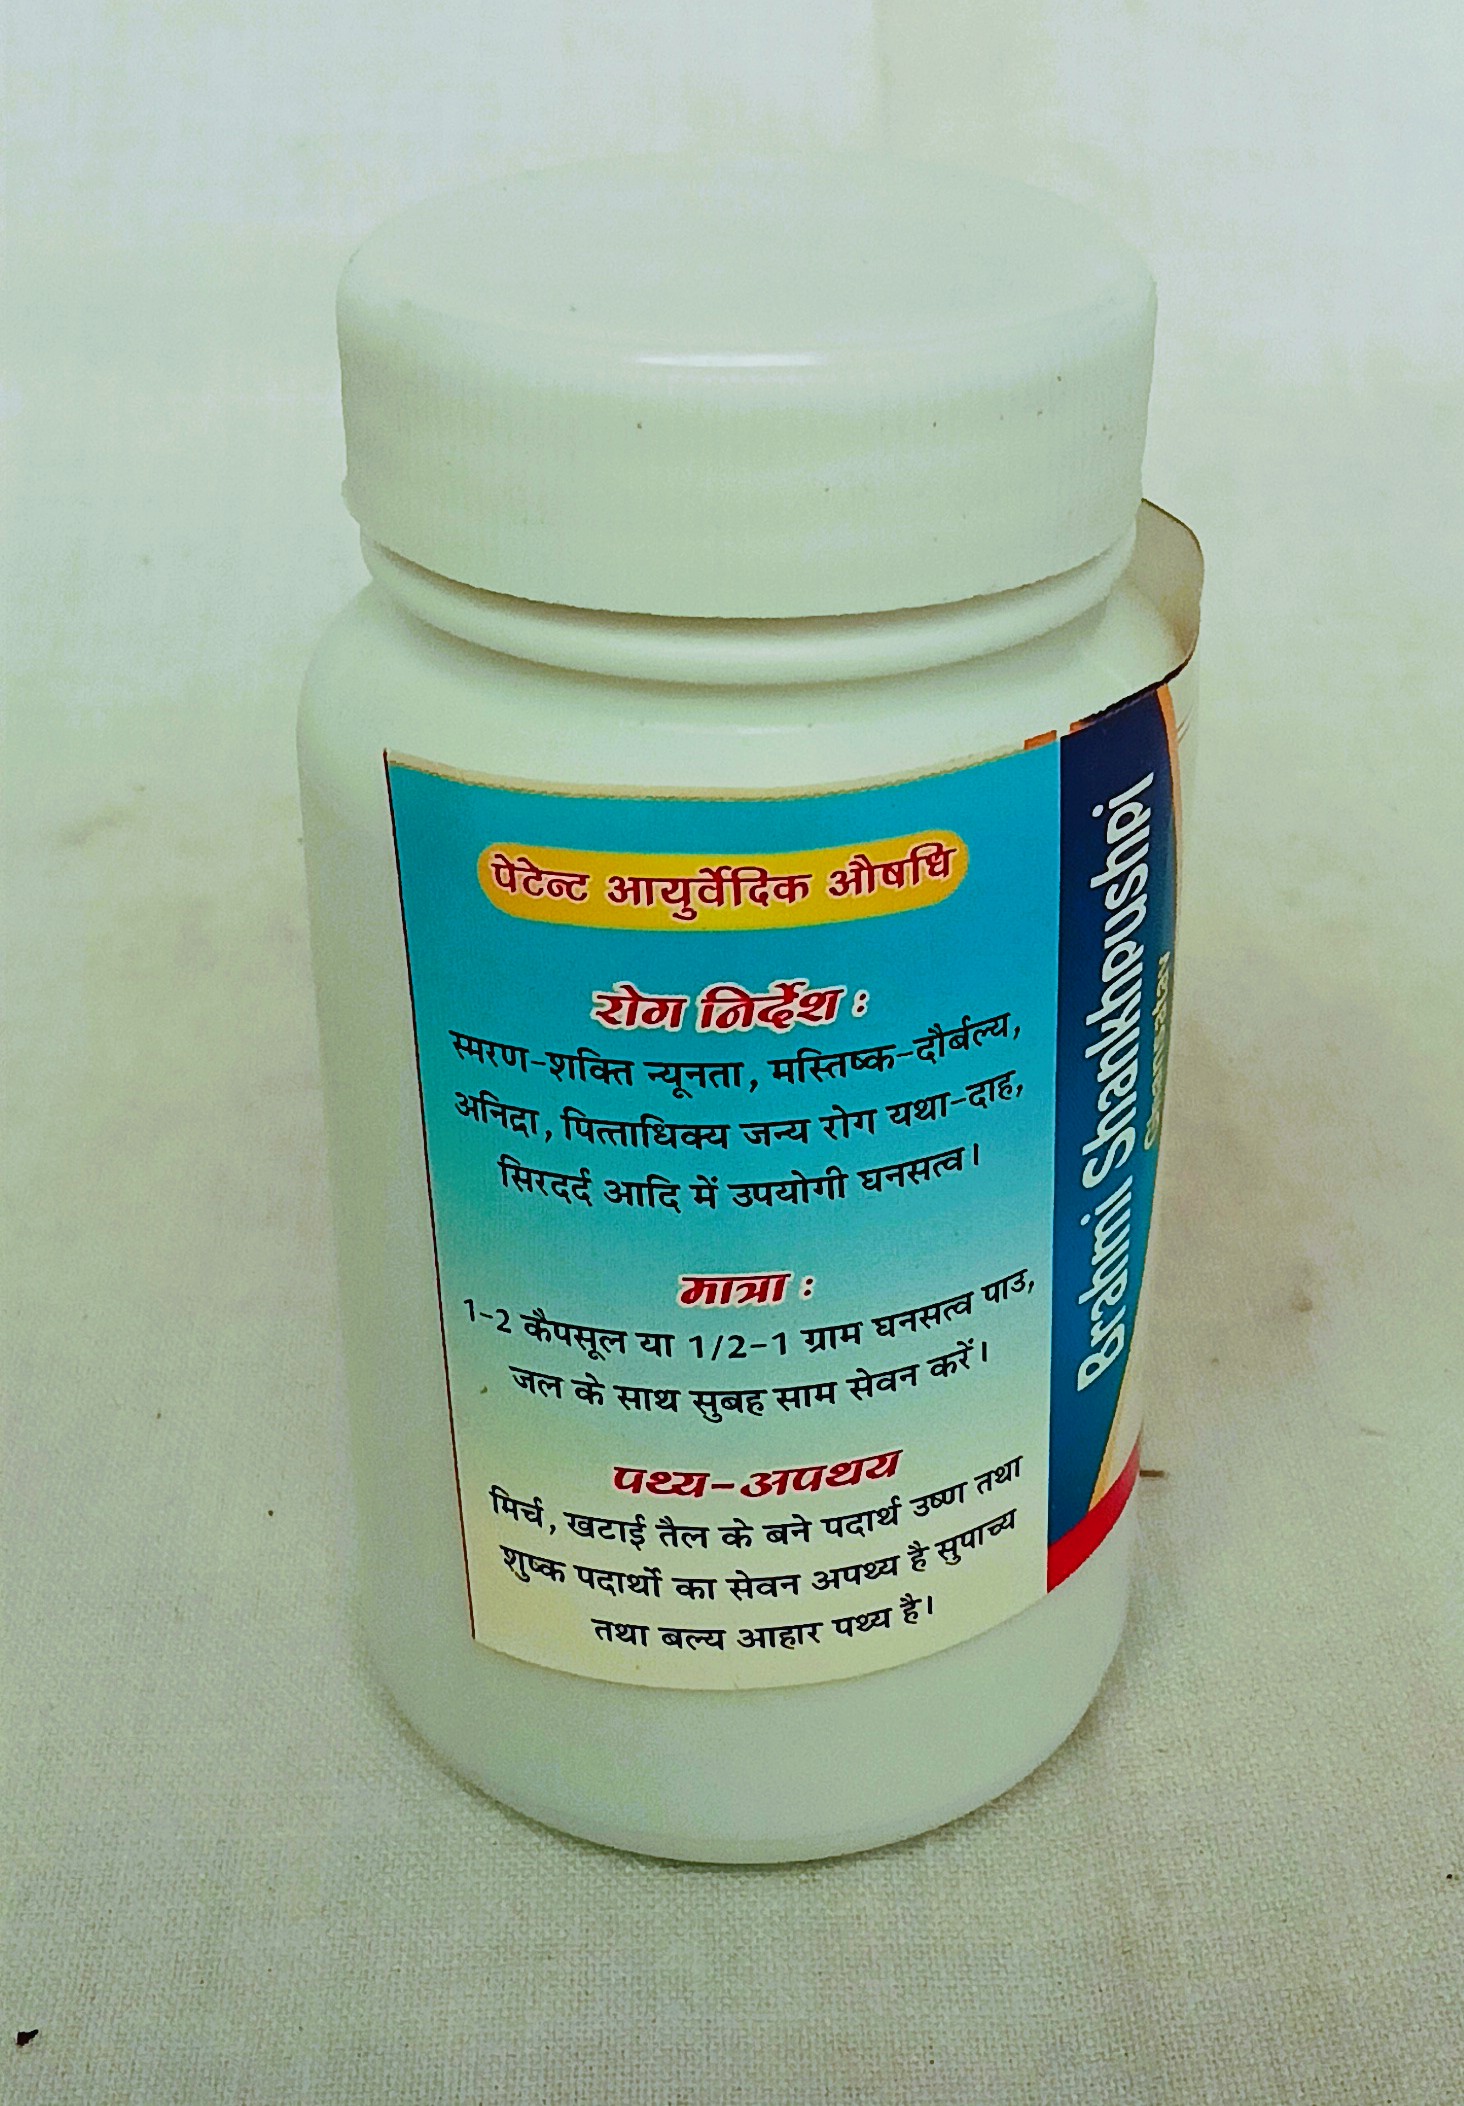 पेटेन्ट आयुर्वेदिक औषधि
रोग निर्देश :
स्मरण-शक्ति न्यूनता, मस्तिष्क-दौर्बल्य,
अनिद्रा, पित्ताधिक्य जन्य रोग यथा-दाह,
सिरदर्द आदि में उपयोगी घनसत्व।
मात्रा :
1-2 कैपसूल या 1/2-1 ग्राम घनसत्व पाउ,
जल के साथ सुबह साम सेवन करें।
पथ्य-अपथय
मिर्च, खटाई तैल के बने पदार्थ उष्ण तथा
शुष्क पदार्थो का सेवन अपथ्य है सुपाच्य
तथा बल्य आहार पथ्य है।
Brahmi Shankhpushpi